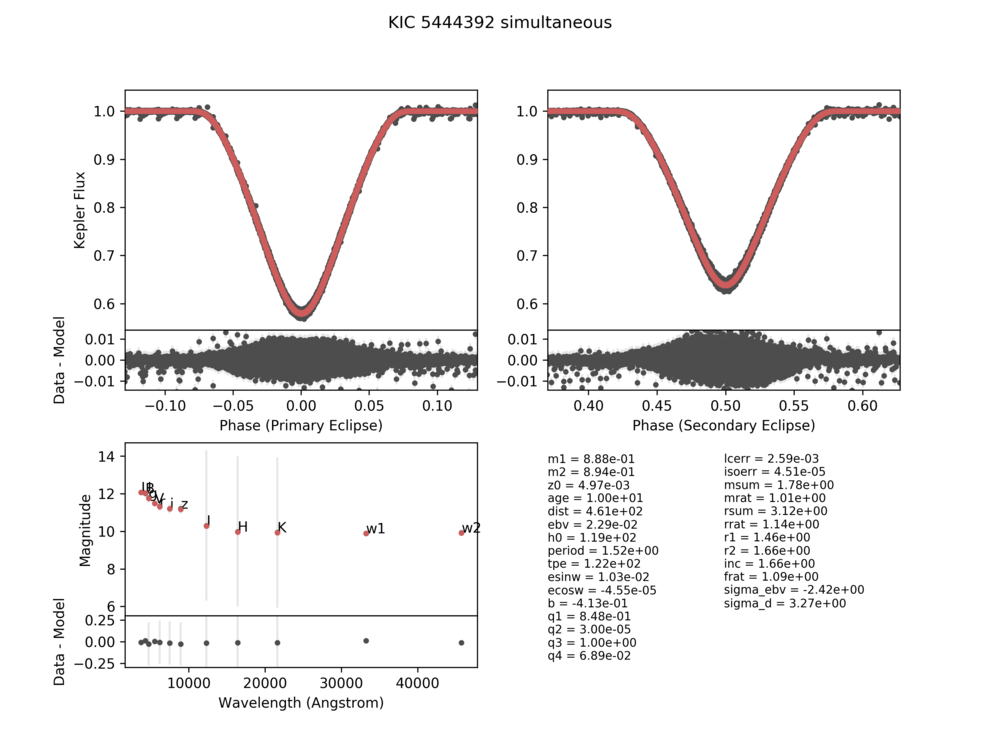 KIC 5444392 simultaneous
1.0
0.9
0.8
0.7
0.6
Kepler Flux
0.01
0.00
−0.01
Data - Model
−0.10 −0.05 0.00 0.05 0.10
Phase (Primary Eclipse)
1.0
0.9
0.8
0.7
0.6
0.01
0.00
−0.01
0.40 0.45 0.50 0.55 0.60
Phase (Secondary Eclipse)
14
12
10
8
6
Magnitude
B
g
V
r i z
J
H
K
w1
w2
0.25
0.00
−0.25
Data - Model
10000 20000 30000 40000
Wavelength (Angstrom)
m1 = 8.88e-01
m2 = 8.94e-01
z0 = 4.97e-03
age = 1.00e+01
dist = 4.61e+02
ebv = 2.29e-02
h0 = 1.19e+02
period = 1.52e+00
tpe = 1.22e+02
esinw = 1.03e-02
ecosw = -4.55e-05
b = -4.13e-01
q1 = 8.48e-01
q2 = 3.00e-05
q3 = 1.00e+00
q4 = 6.89e-02
lcerr = 2.59e-03
isoerr = 4.51e-05
msum = 1.78e+00
mrat = 1.01e+00
rsum = 3.12e+00
rrat = 1.14e+00
r1 = 1.46e+00
r2 = 1.66e+00
inc = 1.66e+00
frat = 1.09e+00
sigma_ebv = -2.42e+00
sigma_d = 3.27e+00